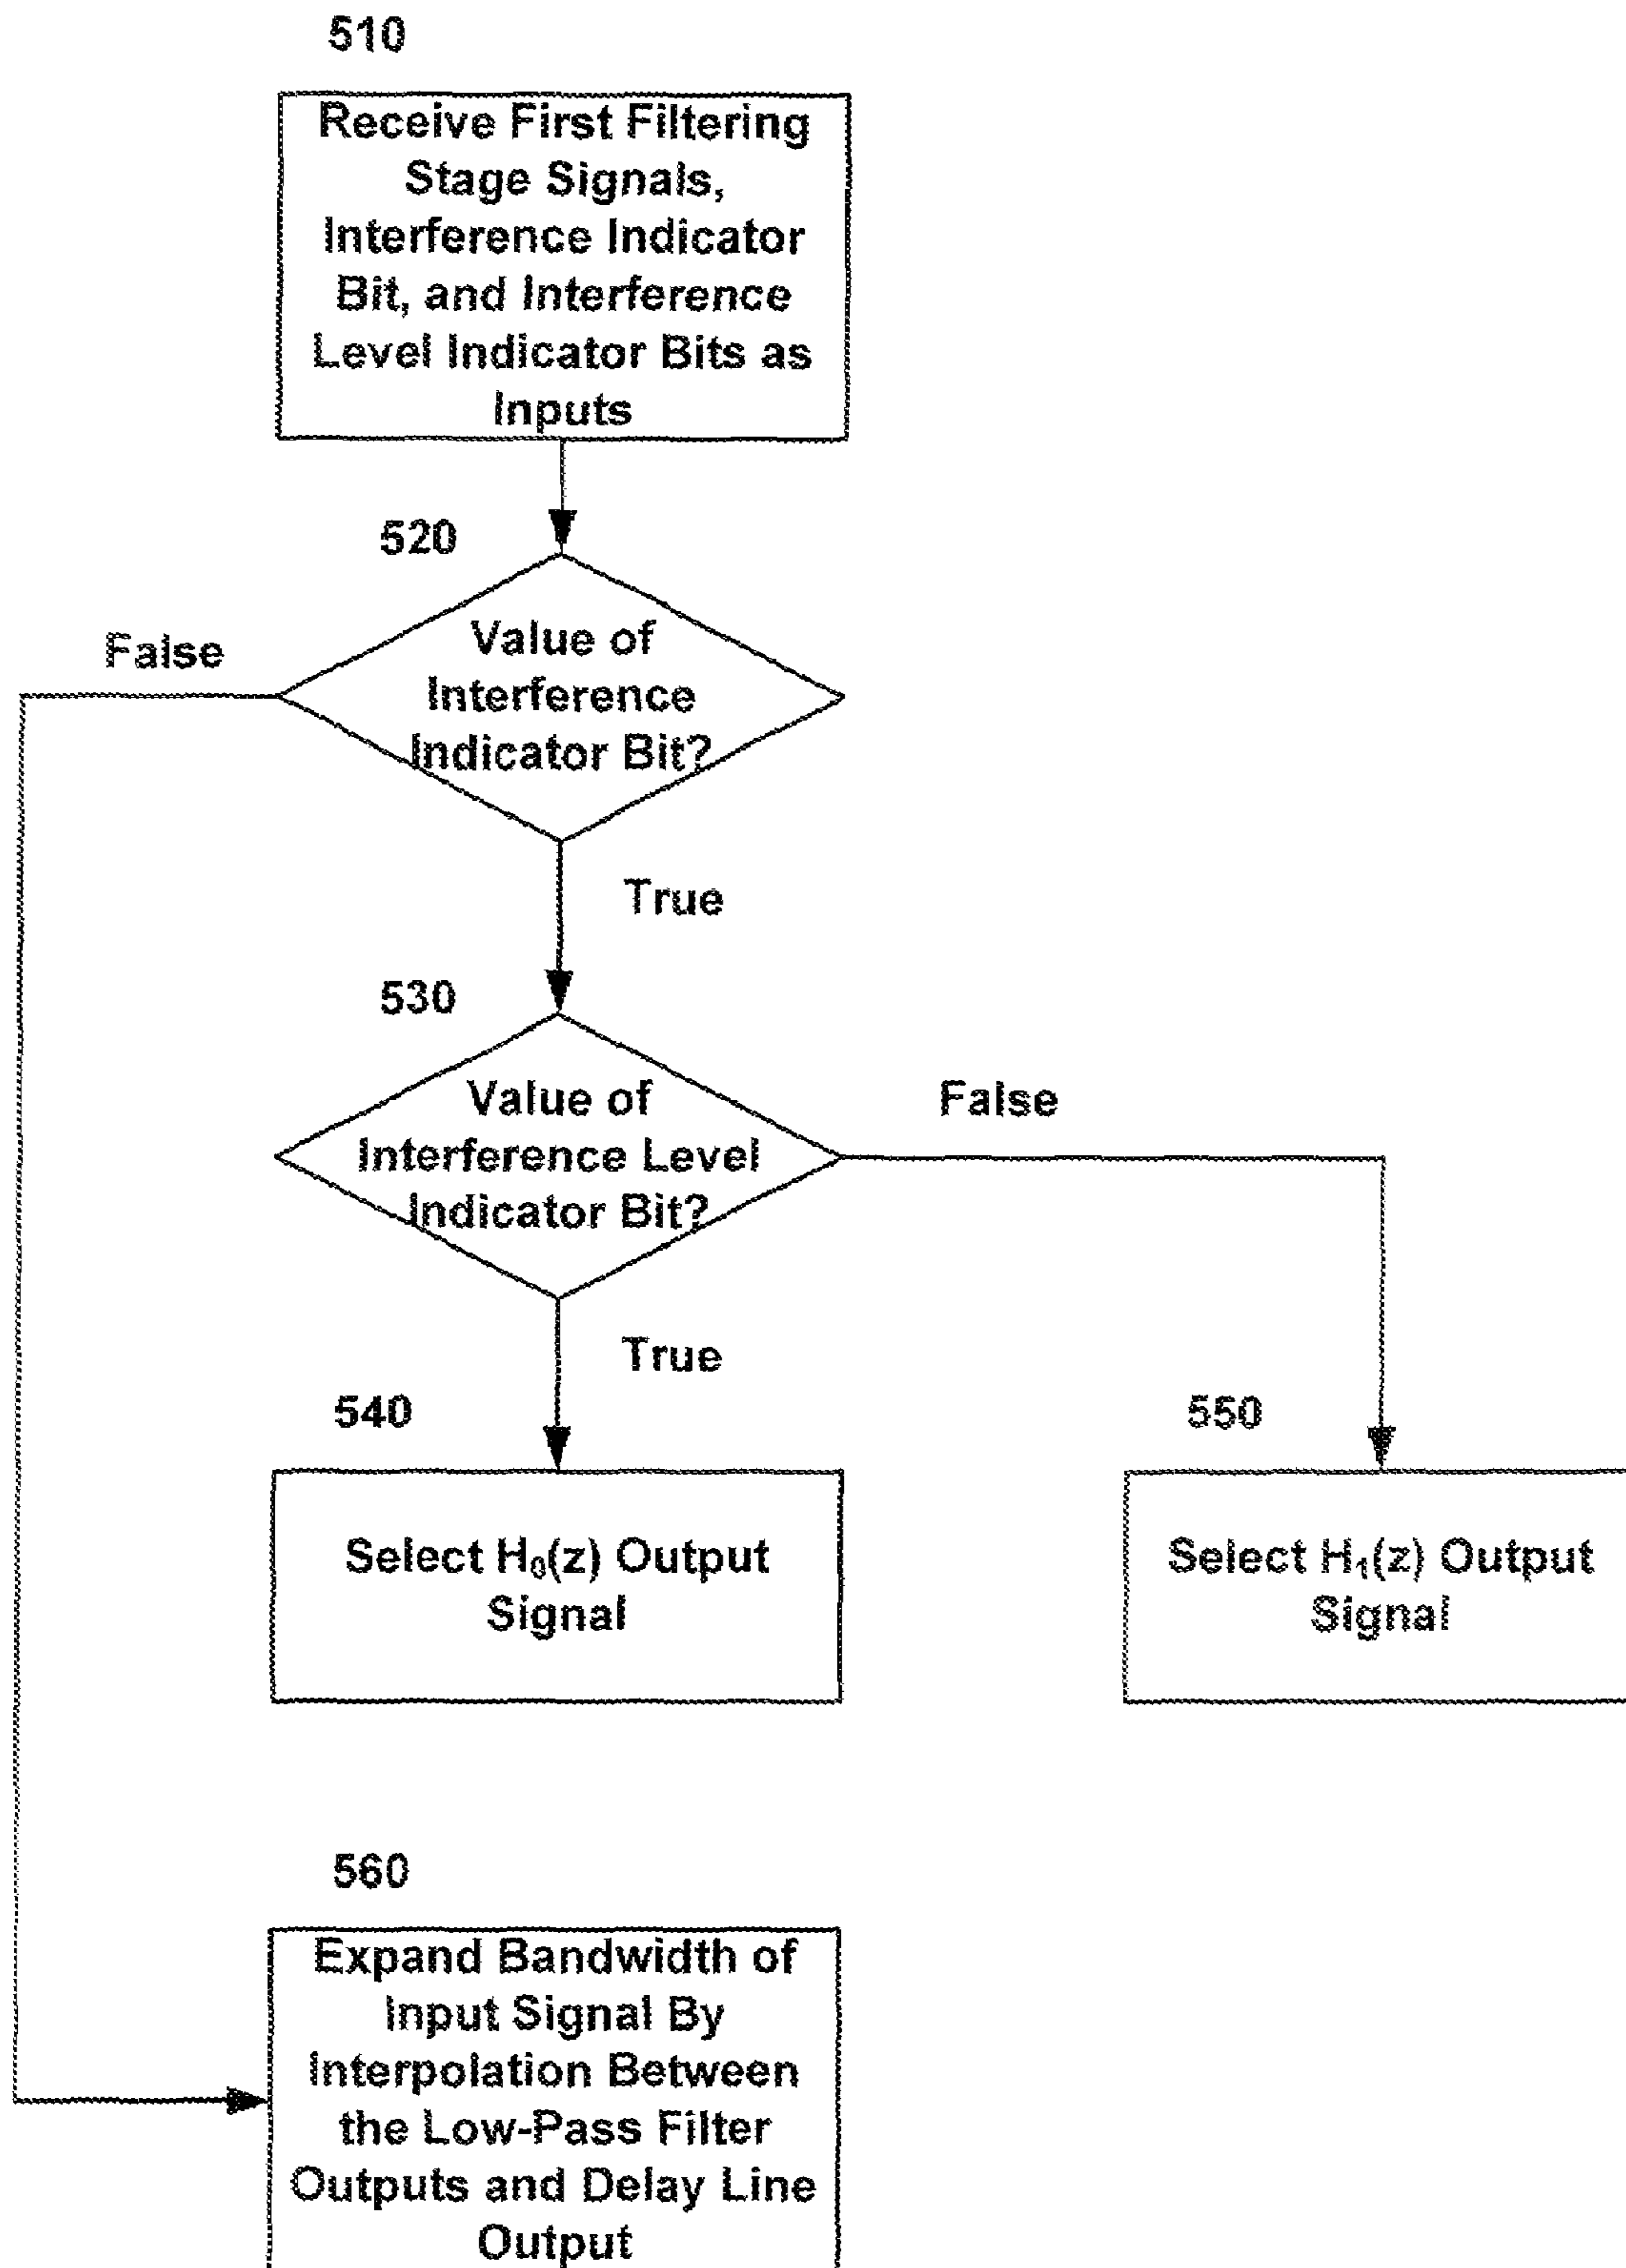 510
Receive First Filtering
Stage Signals,
Interference Indicator
Bit, and Interference
Level Indicator Bits as
Inputs
520
False
Value of
Interference
Indicator Bit?
True
530
Value of
Interference Level
Indicator Bit?
False
True
540
Select H₀(z) Output
Signal
550
Select H₁(z) Output
Signal
560
Expand Bandwidth of
Input Signal By
Interpolation Between
the Low-Pass Filter
Outputs and Delay Line
Output